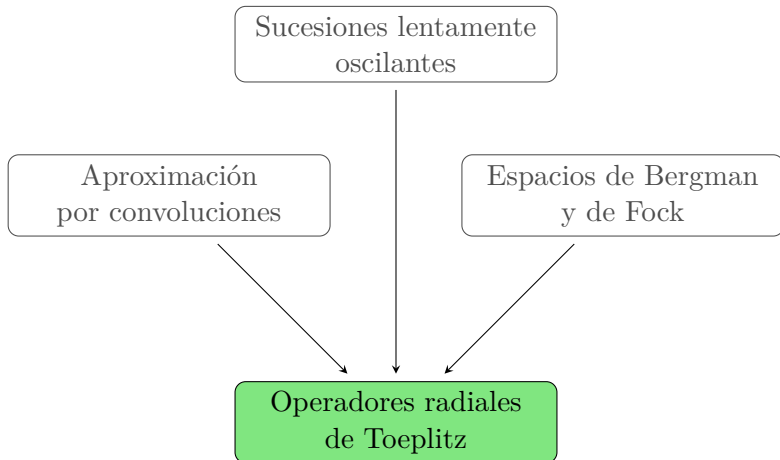 Sucesiones lentamente
oscilantes
Aproximación
por convoluciones
Espacios de Bergman
y de Fock
Operadores radiales
de Toeplitz